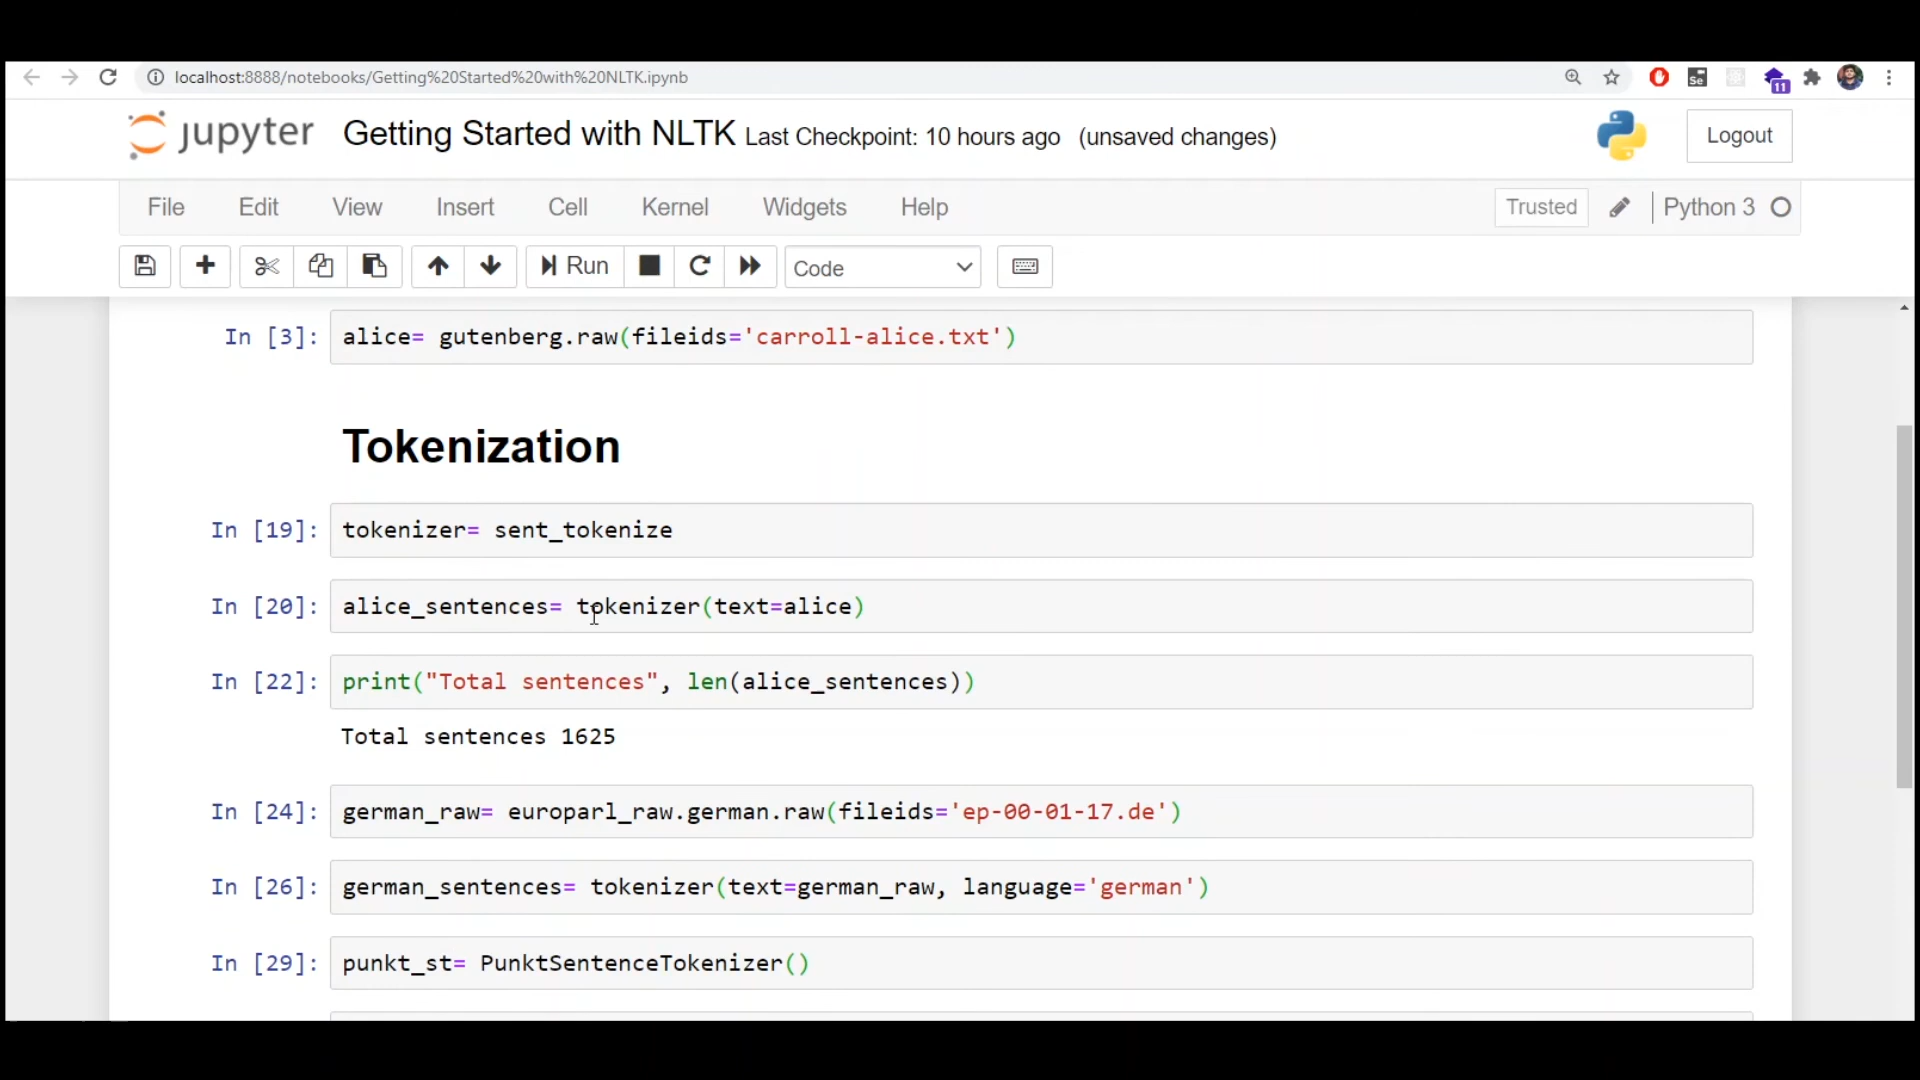 localhost:8888/notebooks/Getting%20Started%20with%20NLTK.ipynb
Se
11
jupyter Getting Started with NLTK Last Checkpoint: 10 hours ago (unsaved changes) Logout
File Edit View Insert Cell Kernel Widgets Help Trusted Python 3
Run Code
In [3]: alice= gutenberg.raw(fileids='carroll-alice.txt')
Tokenization
In [19]: tokenizer= sent_tokenize
In [20]: alice_sentences= tokenizer(text=alice)
In [22]: print("Total sentences", len(alice_sentences))
Total sentences 1625
In [24]: german_raw= europarl_raw.german.raw(fileids='ep-00-01-17.de')
In [26]: german_sentences= tokenizer(text=german_raw, language='german')
In [29]: punkt_st= PunktSentenceTokenizer()